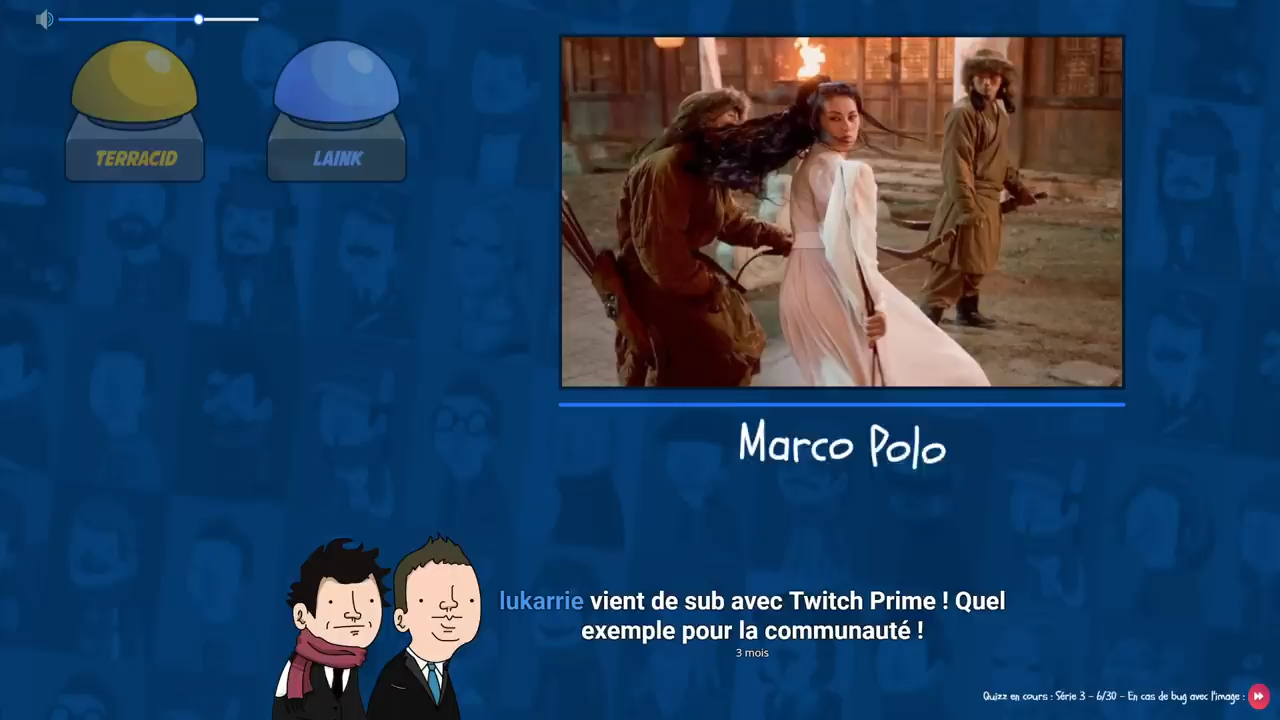 TERRACID
LAINK
Marco Polo
lukarrie vient de sub avec Twitch Prime ! Quel
exemple pour la communauté !
3 mois
Quizz en cours : Série 3 - 6/30 - En cas de bug avec l'image :